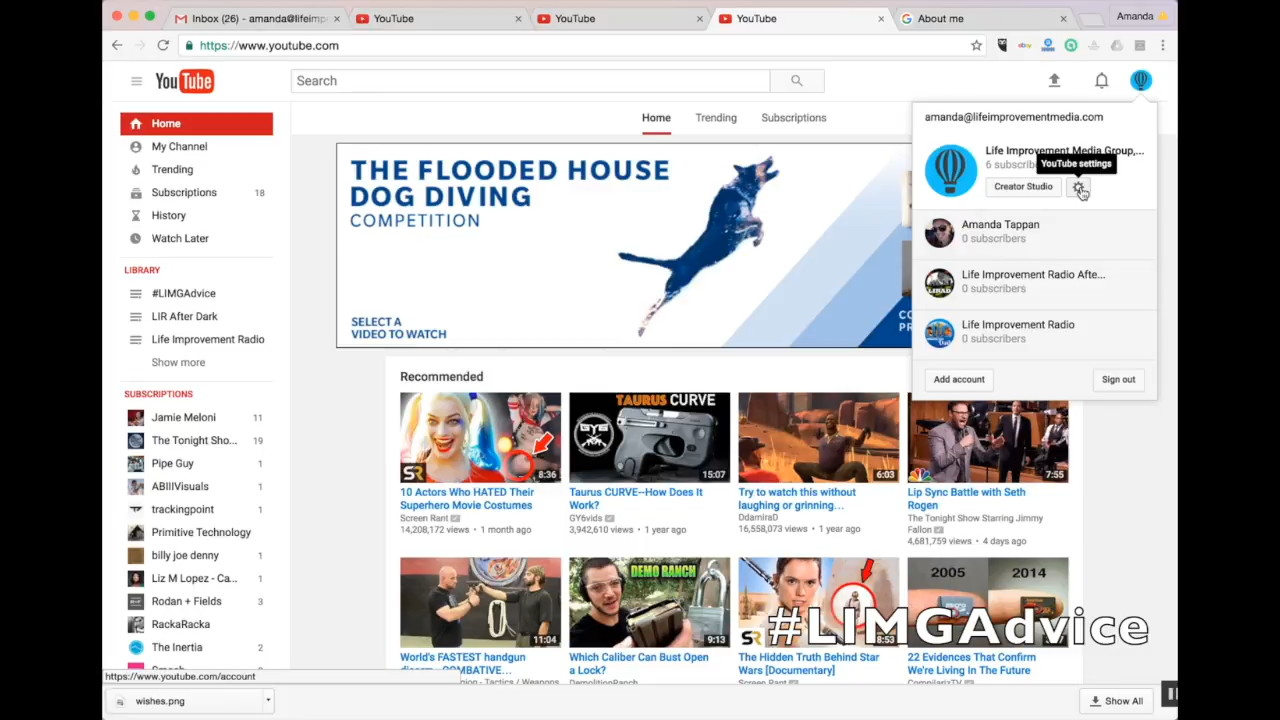 Inbox (26) - amanda@lifeimp
YouTube
YouTube
YouTube
About me
Amanda
https://www.youtube.com
YouTube
Search
Home
My Channel
Trending
Subscriptions 18
History
Watch Later
LIBRARY
#LIMGAdvice
LIR After Dark
Life Improvement Radio
Show more
SUBSCRIPTIONS
Jamie Meloni 11
The Tonight Sho... 19
Pipe Guy 1
ABIIIVisuals 1
trackingpoint 1
Primitive Technology
billy joe denny 1
Liz M Lopez - Ca... 1
Rodan + Fields 3
RackaRacka
The Inertia 2
Home Trending Subscriptions
THE FLOODED HOUSE
DOG DIVING
COMPETITION
SELECT A
VIDEO TO WATCH
amanda@lifeimprovementmedia.com
Life Improvement Media Group,...
6 subscribe
YouTube settings
Creator Studio
Amanda Tappan
0 subscribers
Life Improvement Radio Afte...
0 subscribers
Life Improvement Radio
0 subscribers
Add account
Sign out
Recommended
SR
8:36
10 Actors Who HATED Their
Superhero Movie Costumes
Screen Rant
14,208,172 views • 1 month ago
TAURUS CURVE
15:07
Taurus CURVE--How Does It
Work?
GY6vids
3,942,610 views • 1 year ago
6:03
Try to watch this without
laughing or grinning...
DdamiraD
16,558,073 views • 1 year ago
7:55
Lip Sync Battle with Seth
Rogen
The Tonight Show Starring Jimmy
Fallon
4,681,759 views • 4 days ago
11:04
World's FASTEST handgun
DEMO RANCH
9:13
Which Caliber Can Bust Open
a Lock?
DemolitionRanch
SR
8:53
The Hidden Truth Behind Star
Wars [Documentary]
Screen Rant
2005 2014
22 Evidences That Confirm
We're Living In The Future
CompilarizTV
#LIMGAdvice
https://www.youtube.com/account
wishes.png
Show All